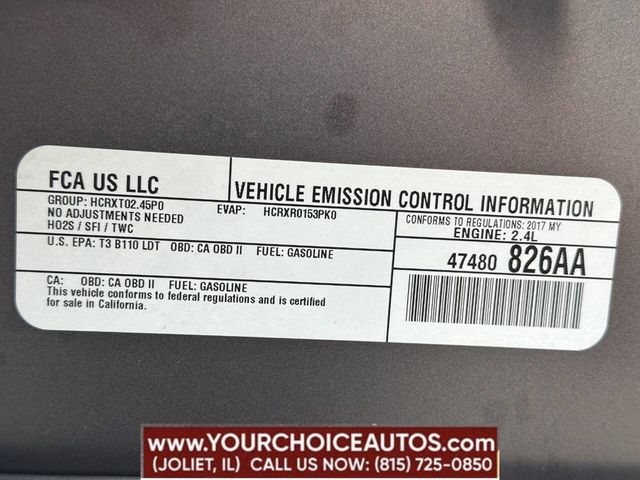 FCA US LLC
VEHICLE EMISSION CONTROL INFORMATION
GROUP: HCRXT02.45P0 EVAP: HCRXR0153PK0
NO ADJUSTMENTS NEEDED
HO2S / SFI / TWC
CONFORMS TO REGULATIONS: 2017 MY
ENGINE: 2.4L
U.S. EPA: T3 B110 LDT OBD: CA OBD II FUEL: GASOLINE
47480 826AA
CA: OBD: CA OBD II FUEL: GASOLINE
This vehicle conforms to federal regulations and is certified
for sale in California.
WWW.YOURCHOICEAUTOS.COM
(JOLIET, IL) CALL US NOW: (815) 725-0850